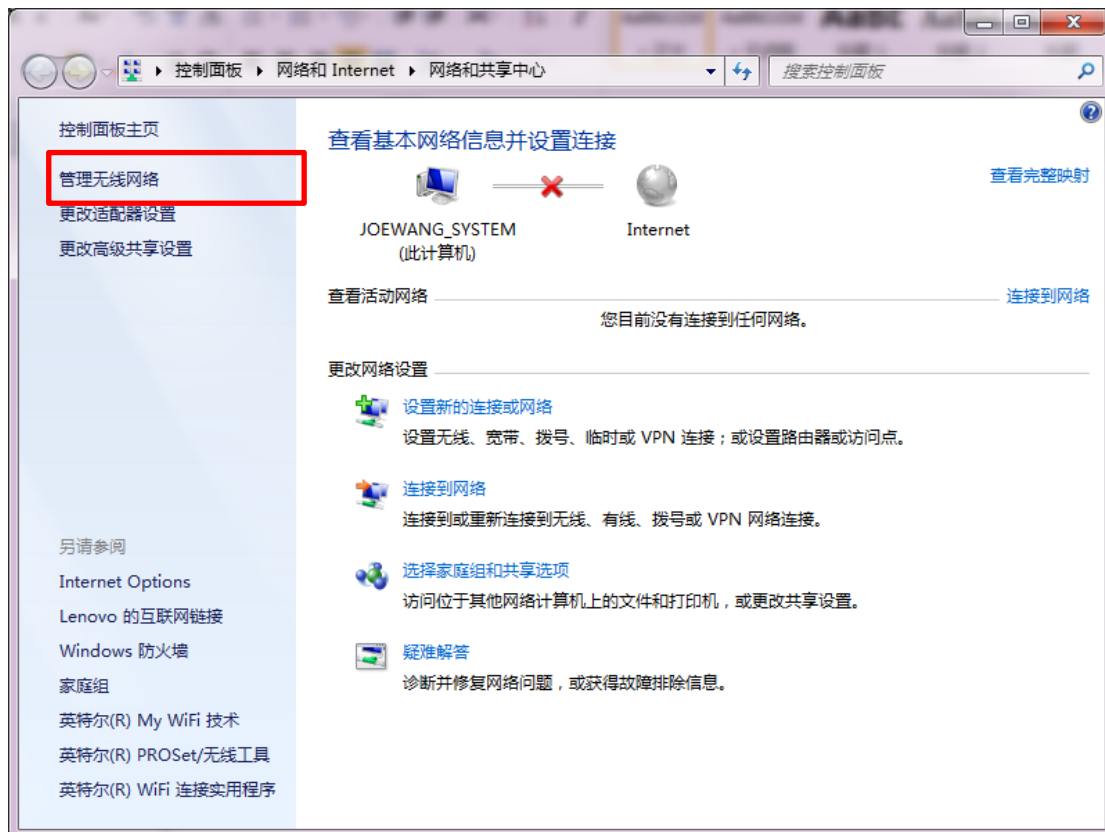 控制面板 ▸ 网络和 Internet ▸ 网络和共享中心
搜索控制面板
控制面板主页
管理无线网络
更改适配器设置
更改高级共享设置
查看基本网络信息并设置连接
查看完整映射
JOEWANG_SYSTEM
(此计算机)
Internet
查看活动网络
连接到网络
您目前没有连接到任何网络。
更改网络设置
设置新的连接或网络
设置无线、宽带、拨号、临时或 VPN 连接；或设置路由器或访问点。
连接到网络
连接到或重新连接到无线、有线、拨号或 VPN 网络连接。
选择家庭组和共享选项
访问位于其他网络计算机上的文件和打印机，或更改共享设置。
疑难解答
诊断并修复网络问题，或获得故障排除信息。
另请参阅
Internet Options
Lenovo 的互联网链接
Windows 防火墙
家庭组
英特尔(R) My WiFi 技术
英特尔(R) PROSet/无线工具
英特尔(R) WiFi 连接实用程序